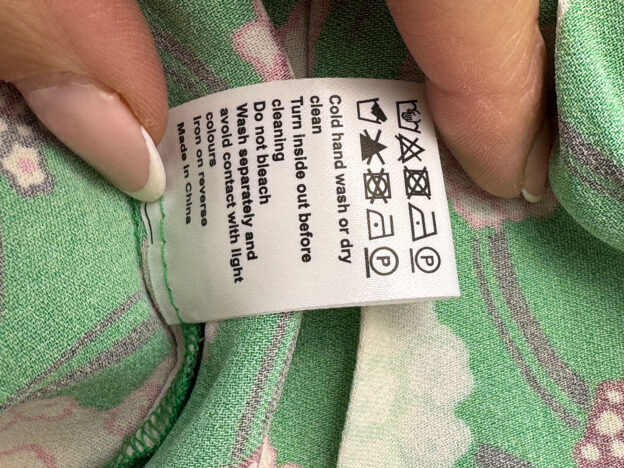 P
P
Cold hand wash or dry
clean
Turn inside out before
cleaning
Do not bleach
Wash separately and
avoid contact with light
colours
Iron on reverse
Made in China